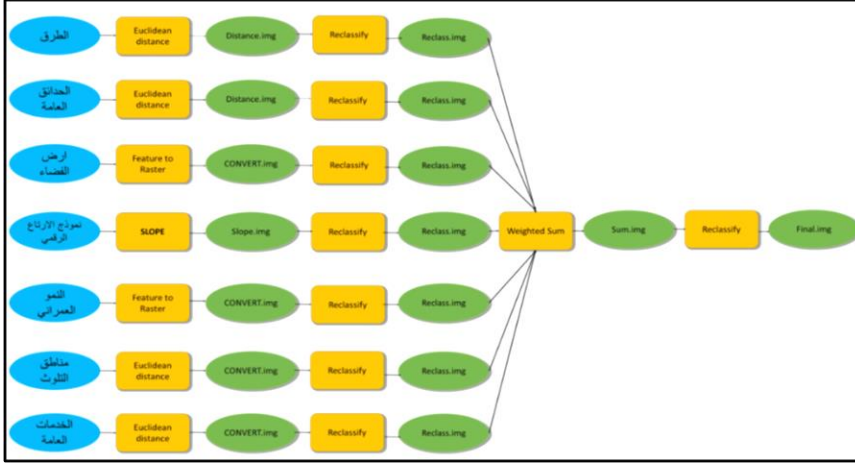 الطرق
Euclidean
distance
Distance.img
Reclassify
Reclass.img
الحدائق
العامة
Euclidean
distance
Distance.img
Reclassify
Reclass.img
ارض
الفضاء
Feature to
Raster
CONVERT.img
Reclassify
Reclass.img
نموذج الارتاع
الرقمي
SLOPE
Slope.img
Reclassify
Reclass.img
Weighted Sum
Sum.img
Reclassify
Final.img
النمو
العمراني
Feature to
Raster
CONVERT.img
Reclassify
Reclass.img
مناطق
التلوث
Euclidean
distance
CONVERT.img
Reclassify
Reclass.img
الخدمات
العامة
Euclidean
distance
CONVERT.img
Reclassify
Reclass.img